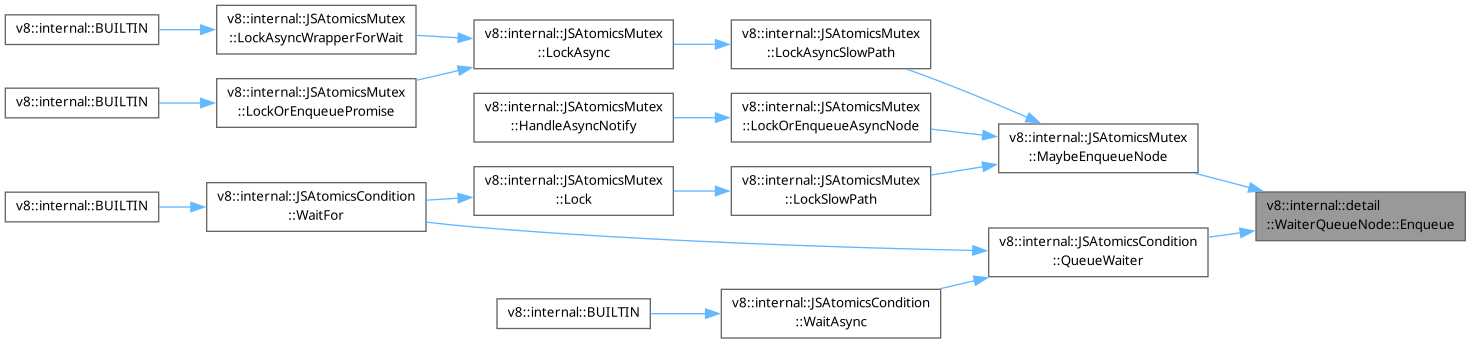 v8::internal::BUILTIN
v8::internal::JSAtomicsMutex
::LockAsyncWrapperForWait
v8::internal::JSAtomicsMutex
::LockAsync
v8::internal::JSAtomicsMutex
::LockAsyncSlowPath
v8::internal::BUILTIN
v8::internal::JSAtomicsMutex
::LockOrEnqueuePromise
v8::internal::JSAtomicsMutex
::HandleAsyncNotify
v8::internal::JSAtomicsMutex
::LockOrEnqueueAsyncNode
v8::internal::JSAtomicsMutex
::MaybeEnqueueNode
v8::internal::BUILTIN
v8::internal::JSAtomicsCondition
::WaitFor
v8::internal::JSAtomicsMutex
::Lock
v8::internal::JSAtomicsMutex
::LockSlowPath
v8::internal::detail
::WaiterQueueNode::Enqueue
v8::internal::JSAtomicsCondition
::QueueWaiter
v8::internal::BUILTIN
v8::internal::JSAtomicsCondition
::WaitAsync